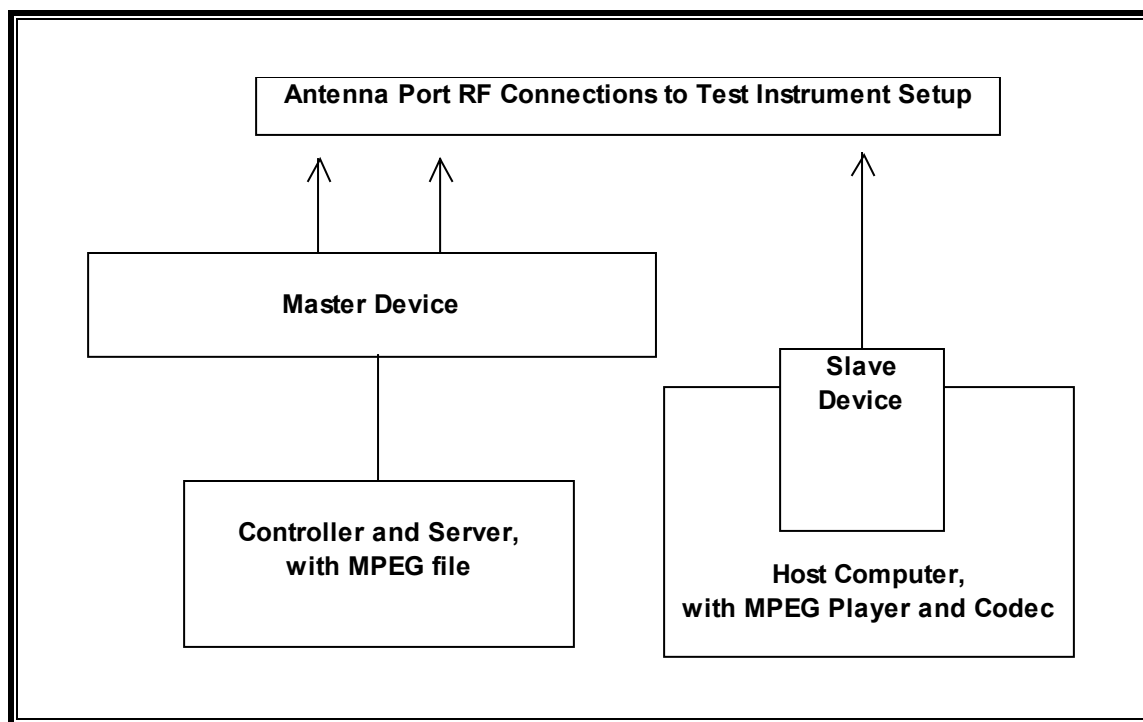 Antenna Port RF Connections to Test Instrument Setup
Master Device
Slave
Device
Controller and Server,
with MPEG file
Host Computer,
with MPEG Player and Codec